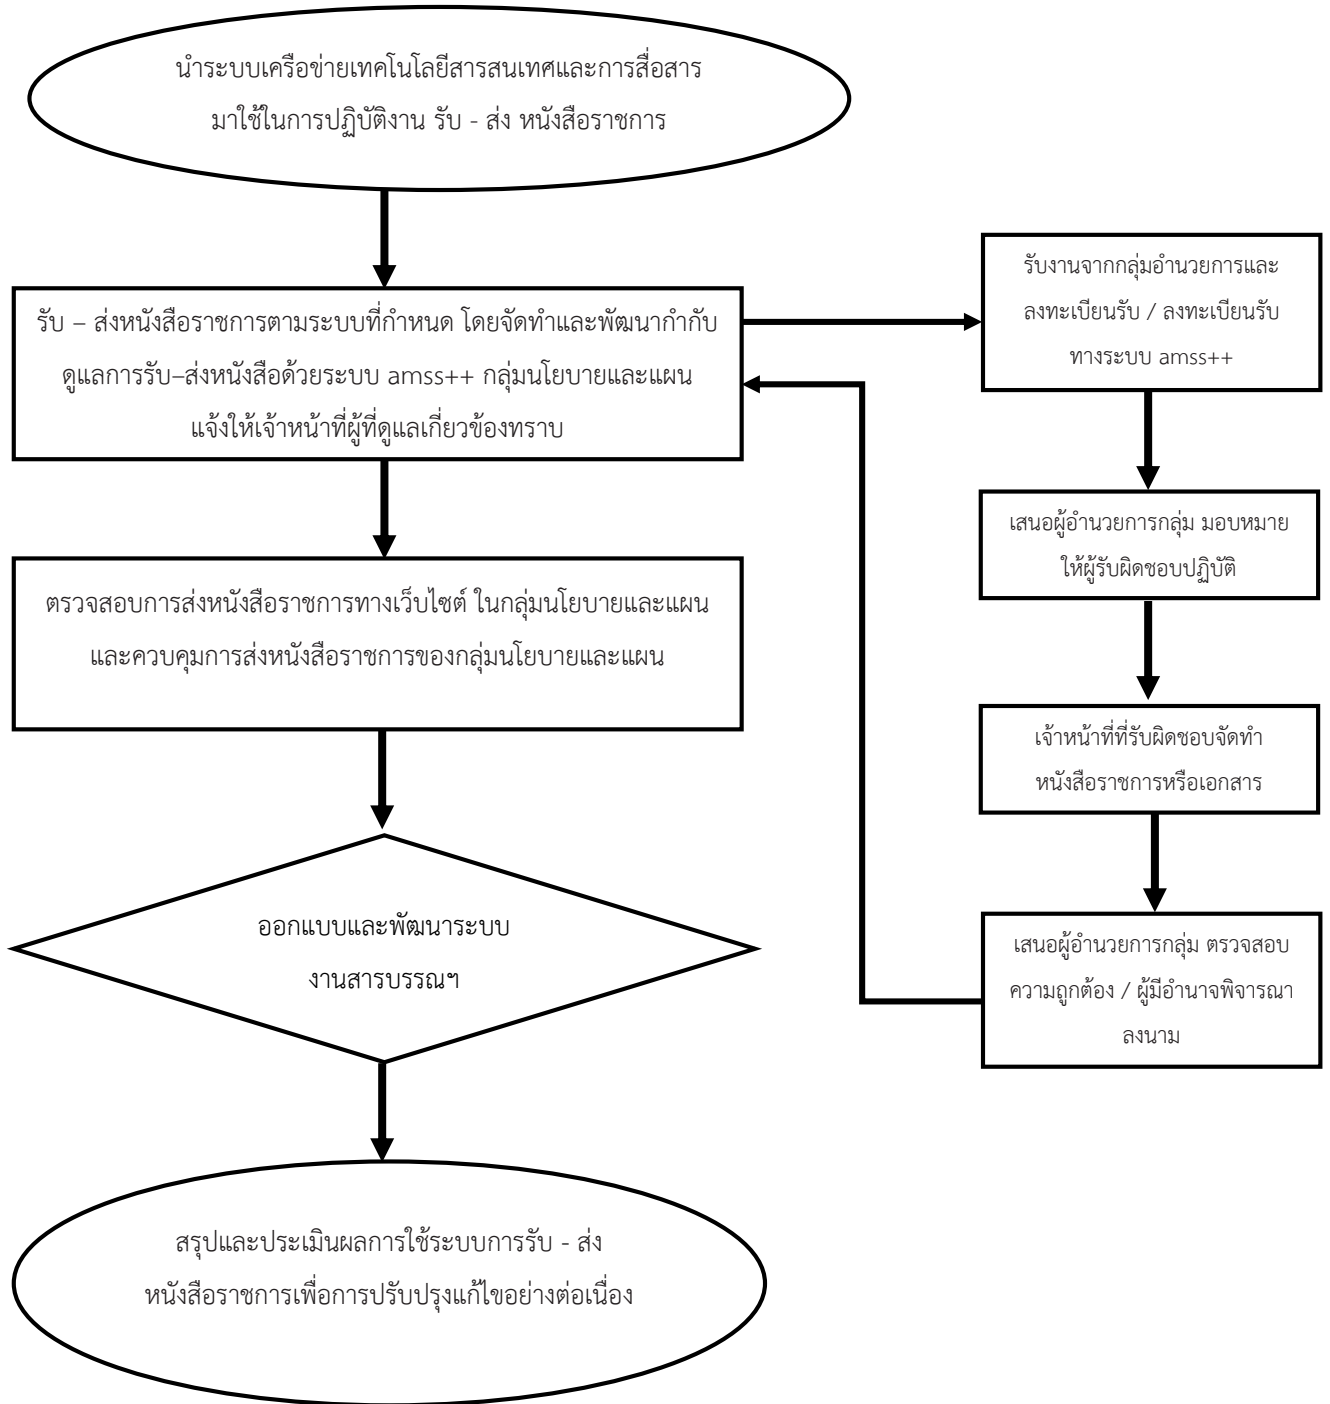 นำระบบเครือข่ายเทคโนโลยีสารสนเทศและการสื่อสาร
มาใช้ในการปฏิบัติงาน รับ - ส่ง หนังสือราชการ
รับ – ส่งหนังสือราชการตามระบบที่กำหนด โดยจัดทำและพัฒนากำกับ
ดูแลการรับ–ส่งหนังสือด้วยระบบ amss++ กลุ่มนโยบายและแผน
แจ้งให้เจ้าหน้าที่ผู้ที่ดูแลเกี่ยวข้องทราบ
ตรวจสอบการส่งหนังสือราชการทางเว็บไซต์ ในกลุ่มนโยบายและแผน
และควบคุมการส่งหนังสือราชการของกลุ่มนโยบายและแผน
ออกแบบและพัฒนาระบบ
งานสารบรรณฯ
สรุปและประเมินผลการใช้ระบบการรับ - ส่ง
หนังสือราชการเพื่อการปรับปรุงแก้ไขอย่างต่อเนื่อง
รับงานจากกลุ่มอำนวยการและ
ลงทะเบียนรับ / ลงทะเบียนรับ
ทางระบบ amss++
เสนอผู้อำนวยการกลุ่ม มอบหมาย
ให้ผู้รับผิดชอบปฏิบัติ
เจ้าหน้าที่ที่รับผิดชอบจัดทำ
หนังสือราชการหรือเอกสาร
เสนอผู้อำนวยการกลุ่ม ตรวจสอบ
ความถูกต้อง / ผู้มีอำนาจพิจารณา
ลงนาม